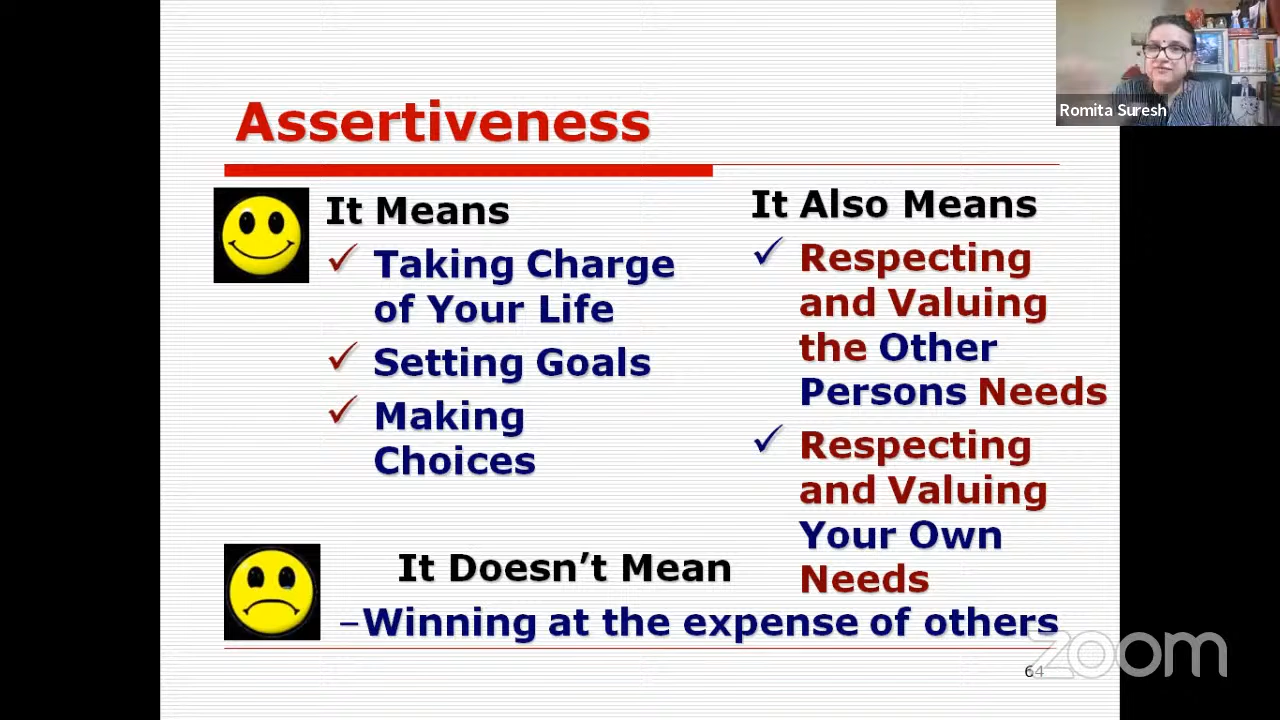 Assertiveness
It Means
Taking Charge
of Your Life
Setting Goals
Making
Choices
It Also Means
Respecting
and Valuing
the Other
Persons Needs
Respecting
and Valuing
Your Own
Needs
It Doesn’t Mean
–Winning at the expense of others
64
zoom
Romita Suresh